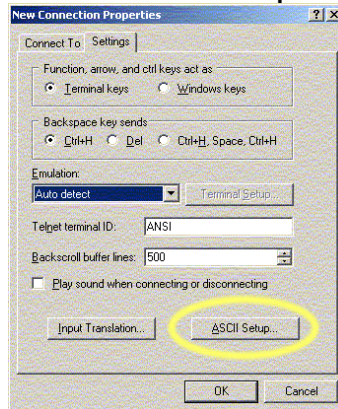 New Connection Properties
Connect To Settings
Function, arrow, and ctrl keys act as
Terminal keys Windows keys
Backspace key sends
Ctrl+H Del Ctrl+H, Space, Ctrl+H
Emulation:
Auto detect Terminal Setup...
Telnet terminal ID: ANSI
Backscroll buffer lines: 500
Play sound when connecting or disconnecting
Input Translation... ASCII Setup...
OK Cancel